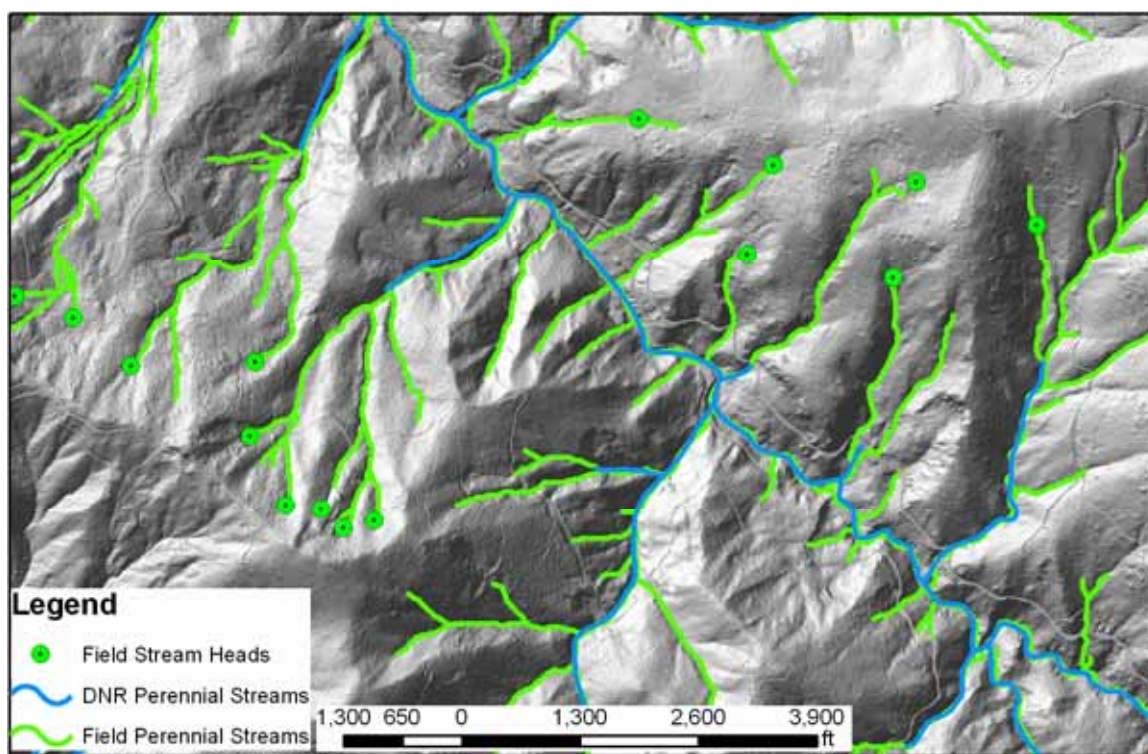 Legend
Field Stream Heads
DNR Perennial Streams
Field Perennial Streams
1,300 650 0 1,300 2,600 3,900
ft